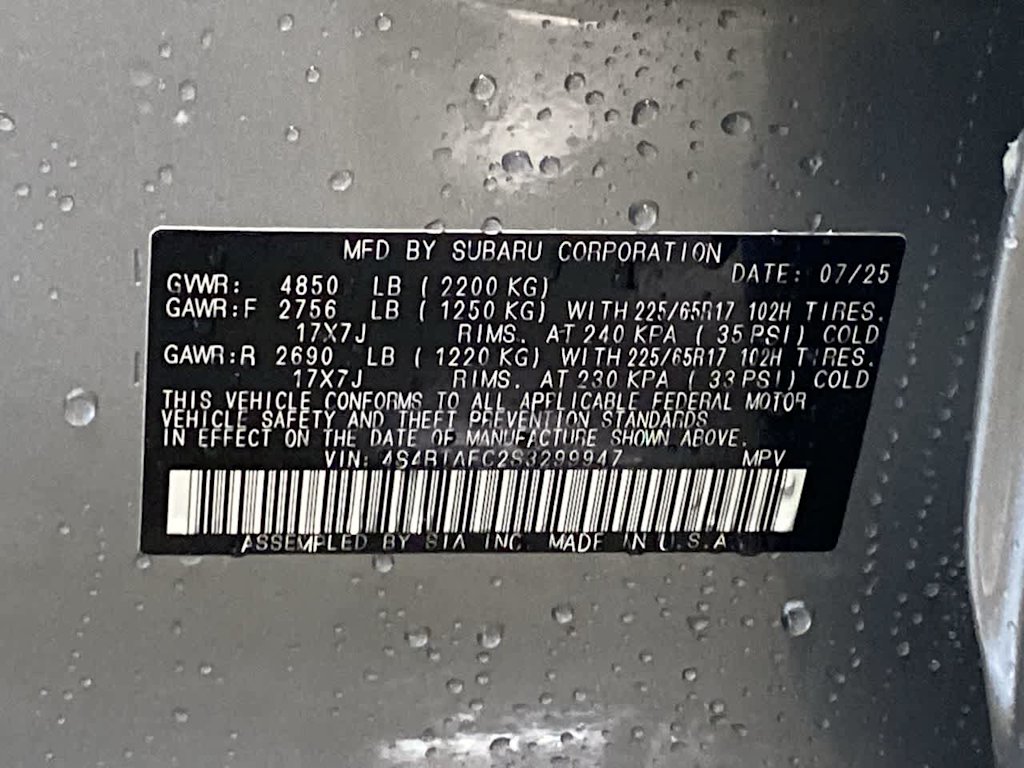 MFD BY SUBARU CORPORATION
DATE: 07/25
GVWR: 4850 LB (2200 KG)
GAWR:F 2756 LB (1250 KG) WITH 225/65R17 102H TIRES.
17X7J RIMS. AT 240 KPA (35 PSI) COLD
GAWR:R 2690 LB (1220 KG) WITH 225/65R17 102H TIRES.
17X7J RIMS. AT 230 KPA (33 PSI) COLD
THIS VEHICLE CONFORMS TO ALL APPLICABLE FEDERAL MOTOR
VEHICLE SAFETY AND THEFT PREVENTION STANDARDS
IN EFFECT ON THE DATE OF MANUFACTURE SHOWN ABOVE.
VIN: 4S4BTAFC2S3299947 MPV
ASSEMBLED BY SIA INC. MADE IN U.S.A.